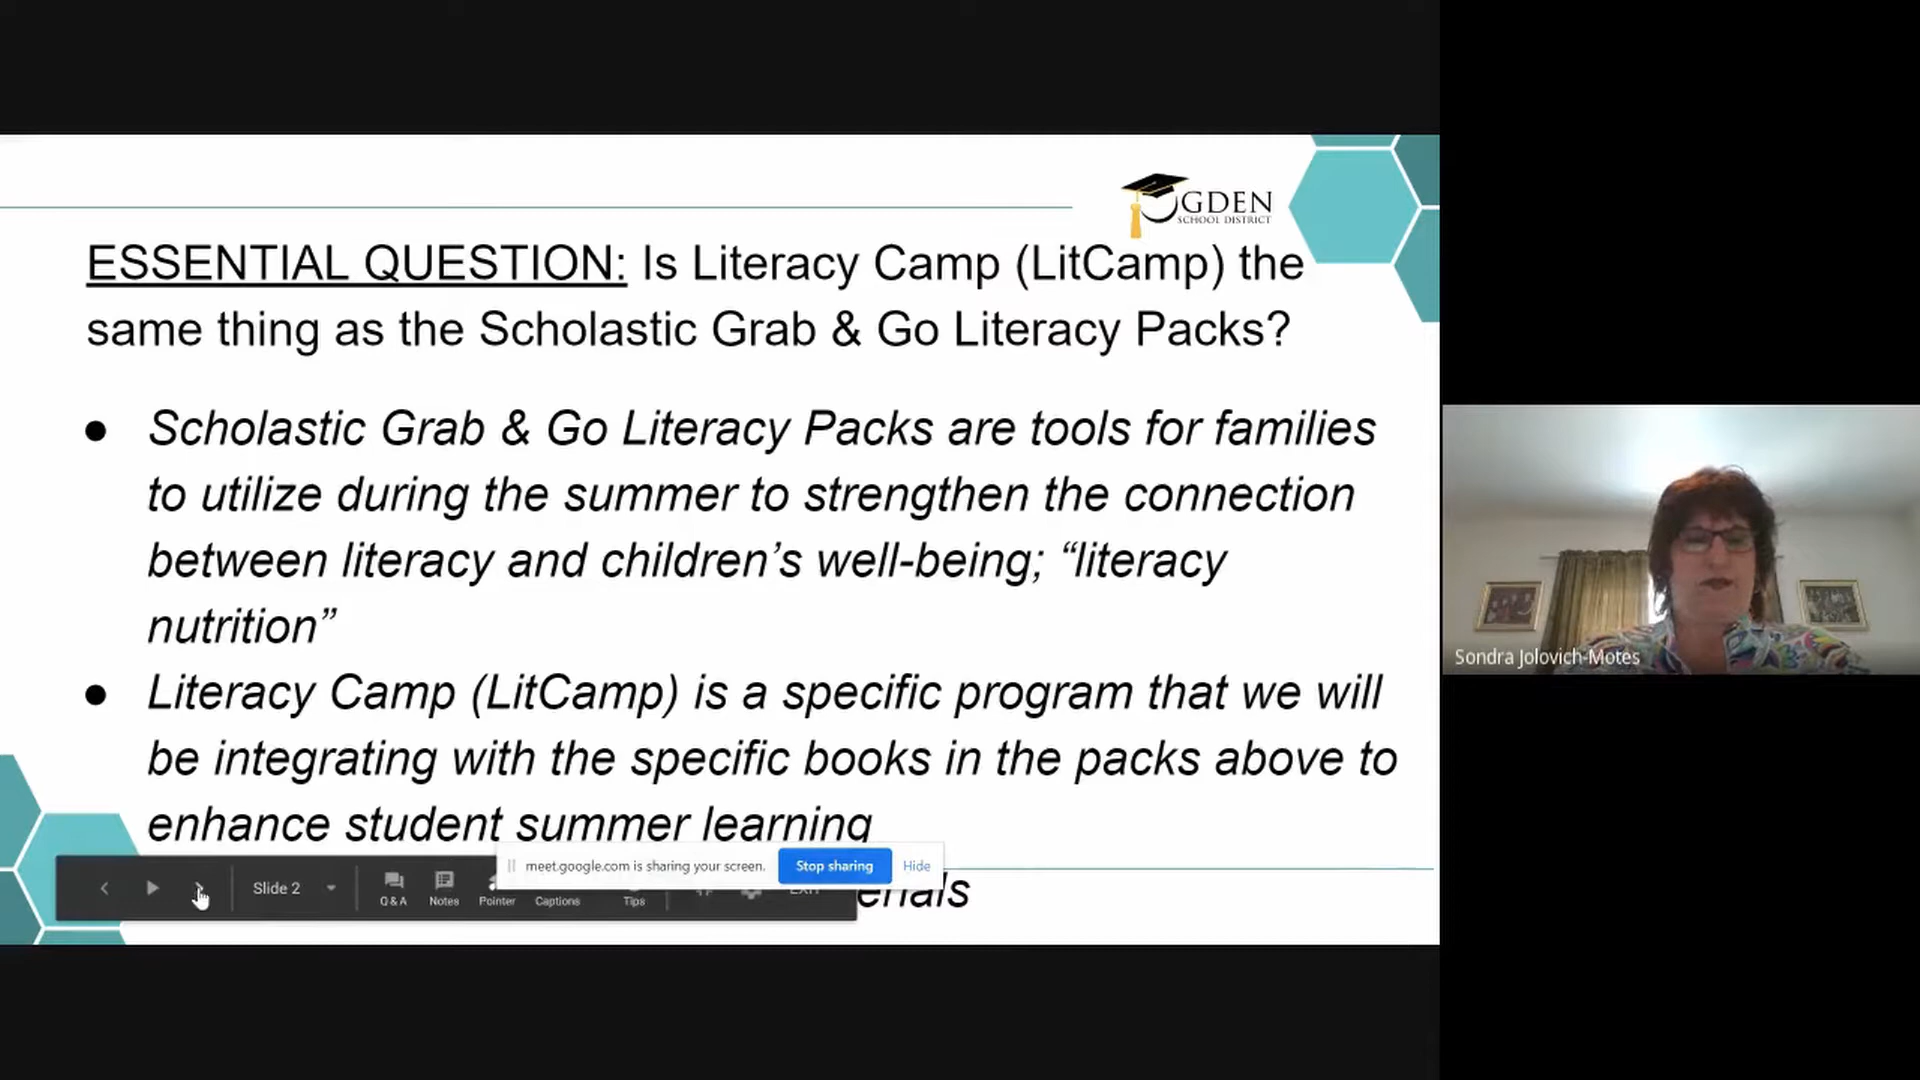 GDEN
SCHOOL DISTRICT
ESSENTIAL QUESTION: Is Literacy Camp (LitCamp) the
same thing as the Scholastic Grab & Go Literacy Packs?
● Scholastic Grab & Go Literacy Packs are tools for families
to utilize during the summer to strengthen the connection
between literacy and children’s well-being; “literacy
nutrition”
● Literacy Camp (LitCamp) is a specific program that we will
be integrating with the specific books in the packs above to
enhance student summer learning
meet.google.com is sharing your screen. Stop sharing Hide
Slide 2
Q & A Notes Pointer Captions Tips
Sondra Jolovich-Motes